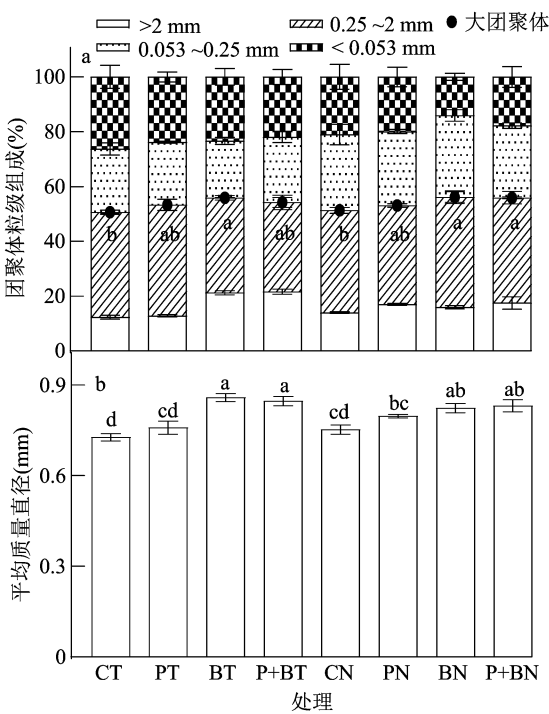 >2 mm 0.25 ~2 mm 大团聚体
0.053 ~0.25 mm < 0.053 mm
a
100
80
60
40
20
0
团聚体粒级组成(%)
b ab a ab b ab a a
b
0.9
0.6
0.3
0
平均质量直径(mm)
d cd a a cd bc ab ab
CT PT BT P+BT CN PN BN P+BN
处理